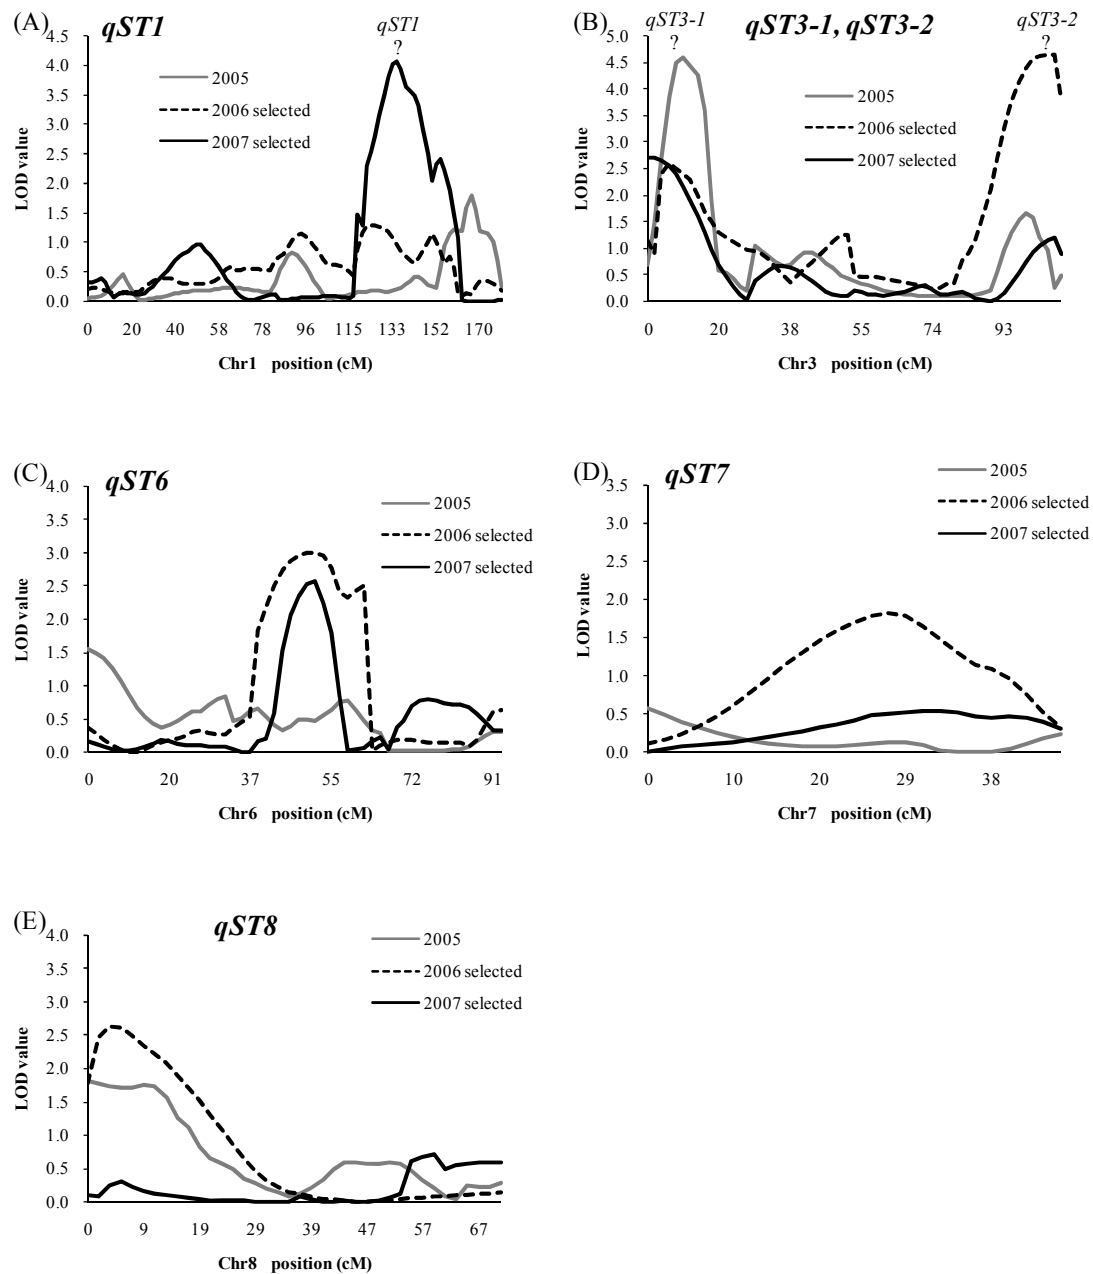 (A) qST1
qST1
?
4.5
4.0
3.5
3.0
2.5
2.0
1.5
1.0
0.5
0.0
LOD value
2005
2006 selected
2007 selected
0 20 40 58 78 96 115 133 152 170
Chr1 position (cM)
(B) qST3-1, qST3-2
qST3-1
?
qST3-2
?
5.0
4.5
4.0
3.5
3.0
2.5
2.0
1.5
1.0
0.5
0.0
LOD value
2005
2006 selected
2007 selected
0 20 38 55 74 93
Chr3 position (cM)
(C) qST6
4.0
3.5
3.0
2.5
2.0
1.5
1.0
0.5
0.0
LOD value
2005
2006 selected
2007 selected
0 20 37 55 72 91
Chr6 position (cM)
(D) qST7
3.5
3.0
2.5
2.0
1.5
1.0
0.5
0.0
LOD value
2005
2006 selected
2007 selected
0 10 20 29 38
Chr7 position (cM)
(E) qST8
4.0
3.5
3.0
2.5
2.0
1.5
1.0
0.5
0.0
LOD value
2005
2006 selected
2007 selected
0 9 19 29 39 47 57 67
Chr8 position (cM)